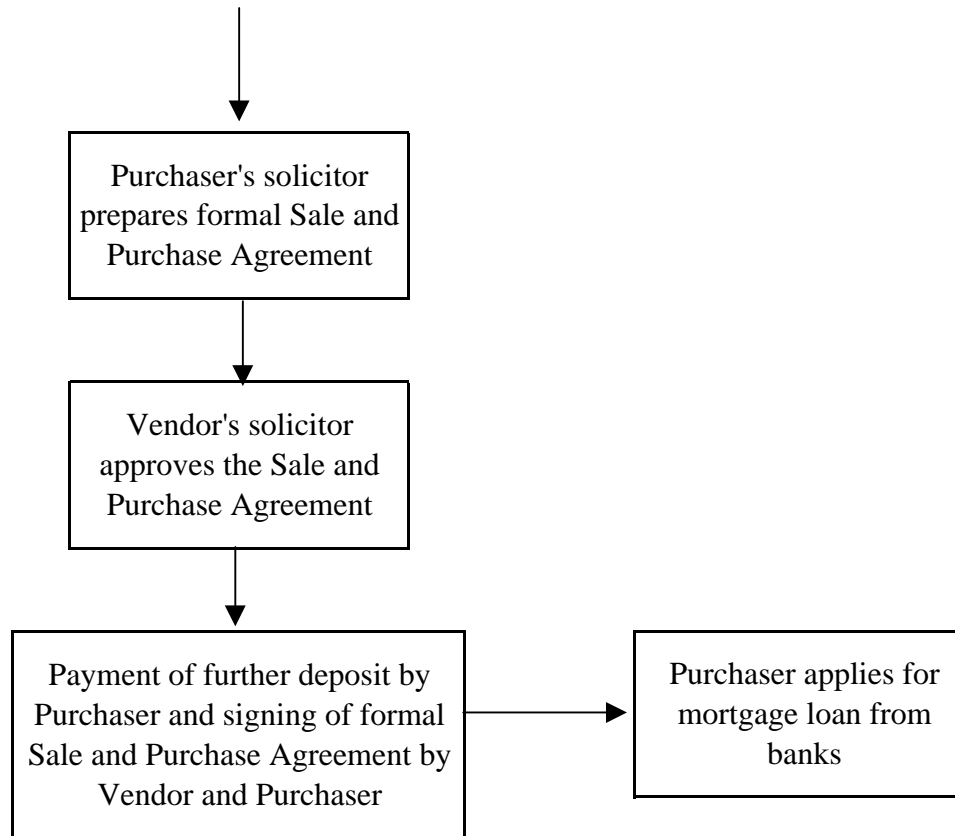 Purchaser's solicitor
prepares formal Sale and
Purchase Agreement
Vendor's solicitor
approves the Sale and
Purchase Agreement
Payment of further deposit by
Purchaser and signing of formal
Sale and Purchase Agreement by
Vendor and Purchaser
Purchaser applies for
mortgage loan from
banks